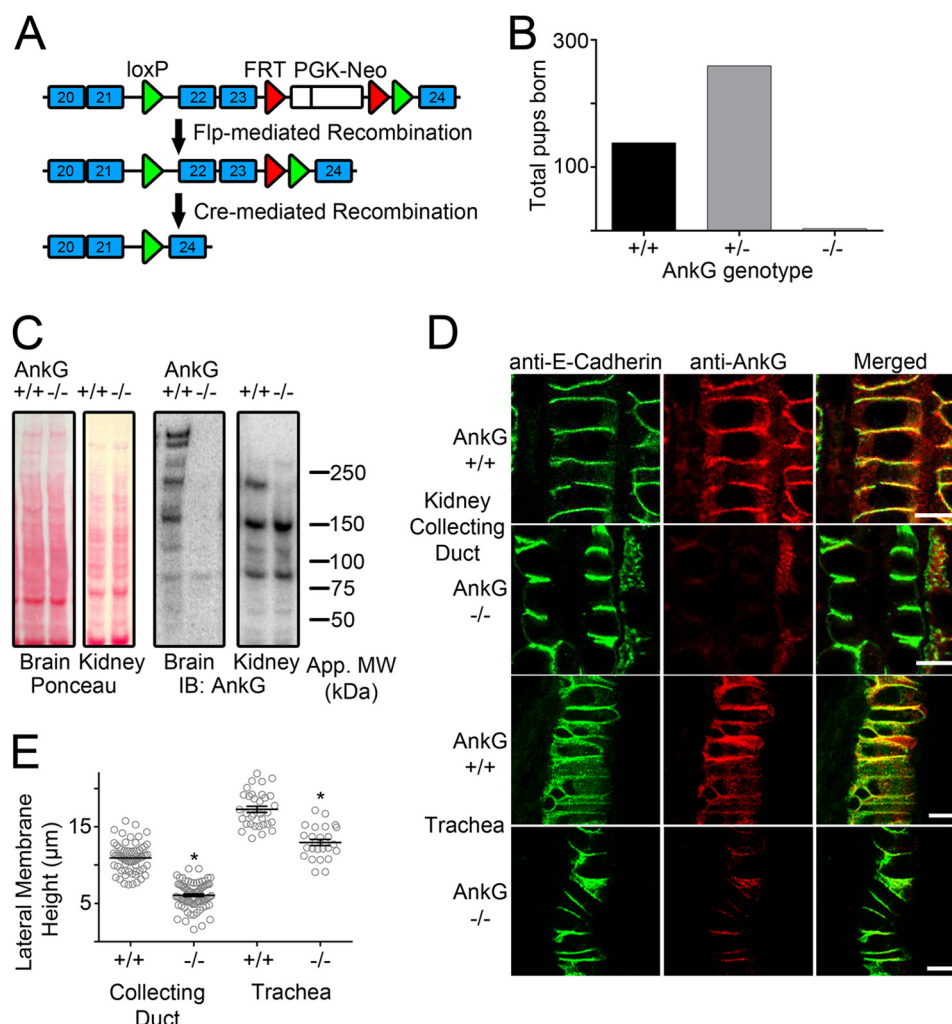 A
loxP FRT PGK-Neo
20 21 22 23 24
Flp-mediated Recombination
20 21 22 23 24
Cre-mediated Recombination
20 21 24
B
300
100
Total pups born
+/+ +/- -/-
AnkG genotype
C
AnkG AnkG
+/+ -/- +/+ -/- +/+ -/- +/+ -/-
250
150
100
75
50
Brain Kidney Brain Kidney App. MW
Ponceau IB: AnkG (kDa)
D
anti-E-Cadherin anti-AnkG Merged
AnkG
+/+
Kidney
Collecting
Duct
AnkG
-/-
AnkG
+/+
Trachea
AnkG
-/-
E
Lateral Membrane
Height (μm)
15
5
* *
+/+ -/- +/+ -/-
Collecting Trachea
Duct